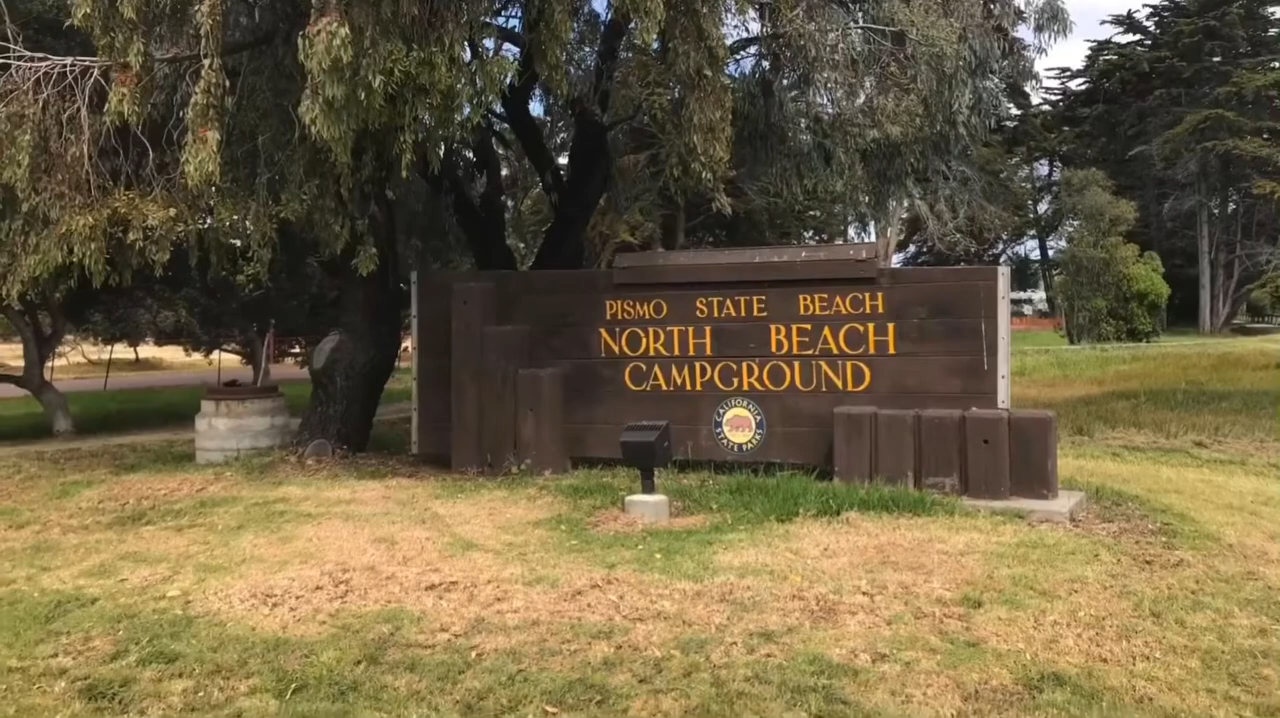 PISMO STATE BEACH
NORTH BEACH
CAMPGROUND
CALIFORNIA
STATE PARKS